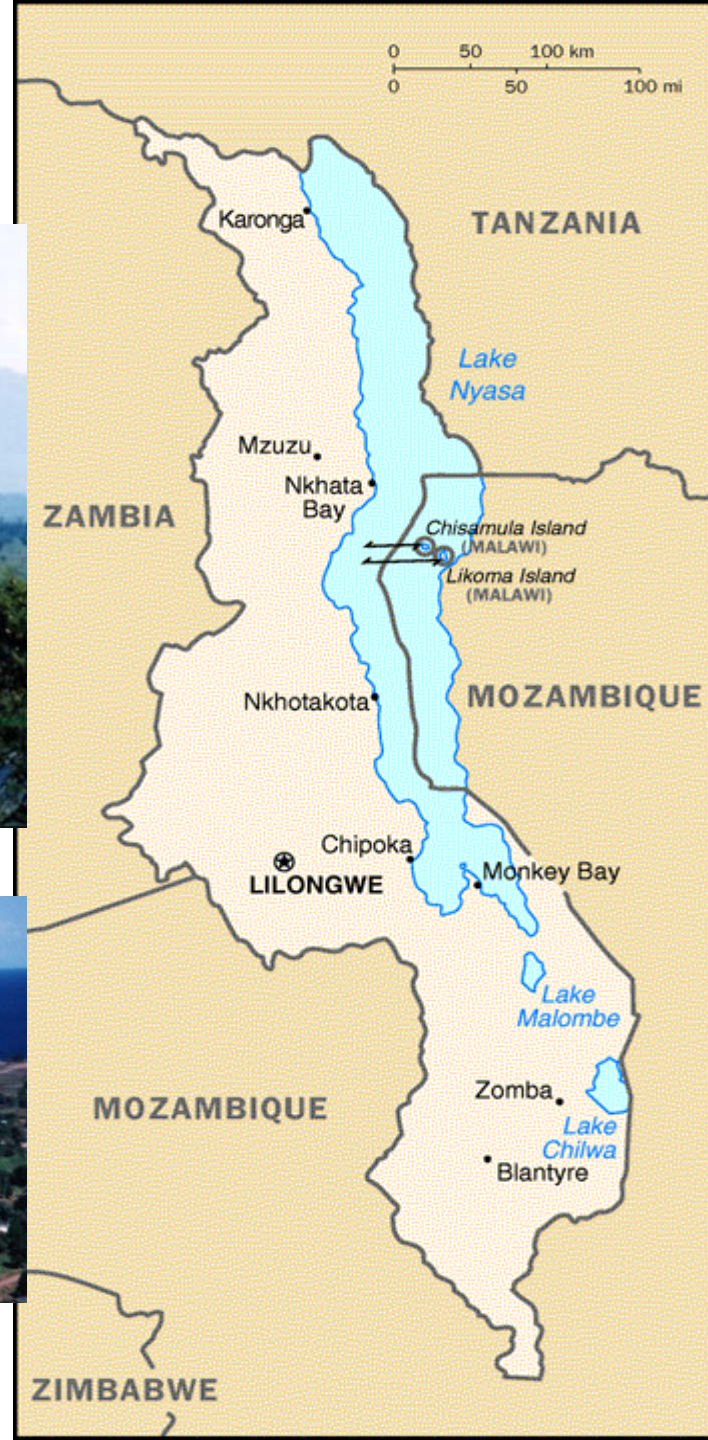 0 50 100 km
0 50 100 mi
Karonga
TANZANIA
Lake
Nyasa
Mzuzu
Nkhata
Bay
ZAMBIA
Chisamula Island
(MALAWI)
Likoma Island
(MALAWI)
Nkhotakota
MOZAMBIQUE
Chipoka
LILONGWE
Monkey Bay
Lake
Malombe
Zomba
MOZAMBIQUE
Lake
Chilwa
Blantyre
ZIMBABWE